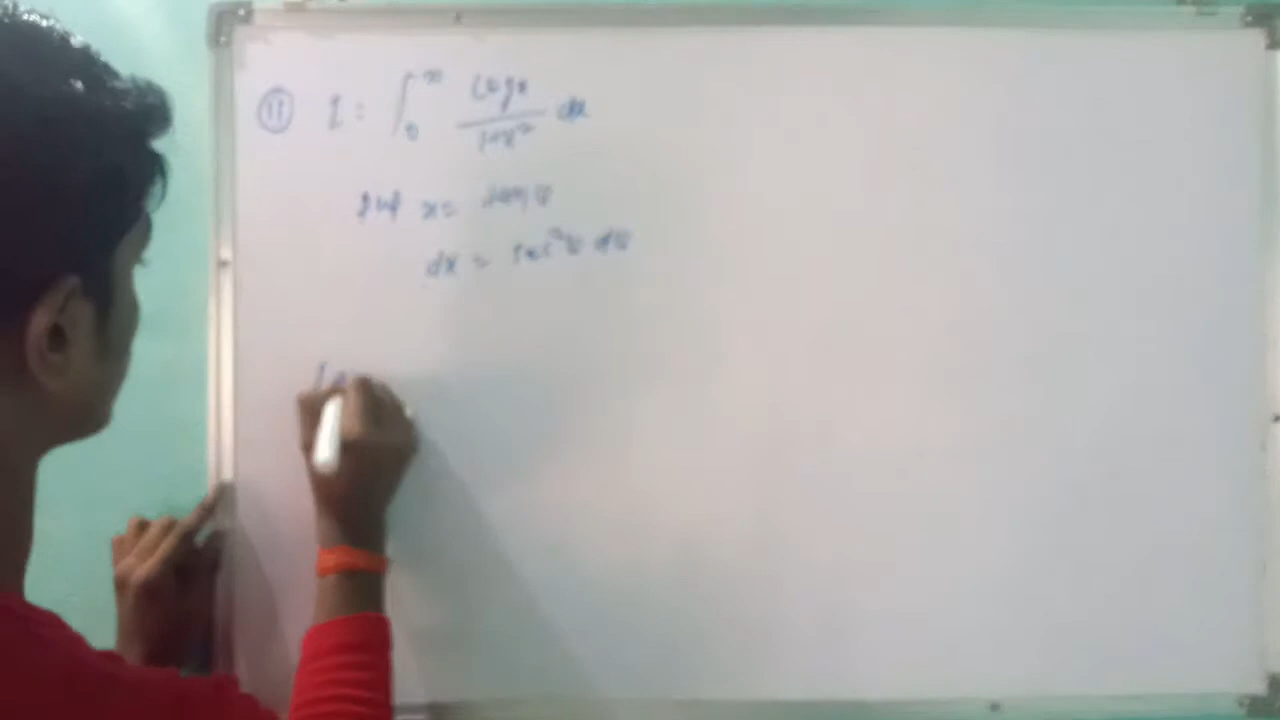 (11) I = ∫₀^∞ logx / 1+x² dx
put x = tanθ
dx = sec²θ dθ